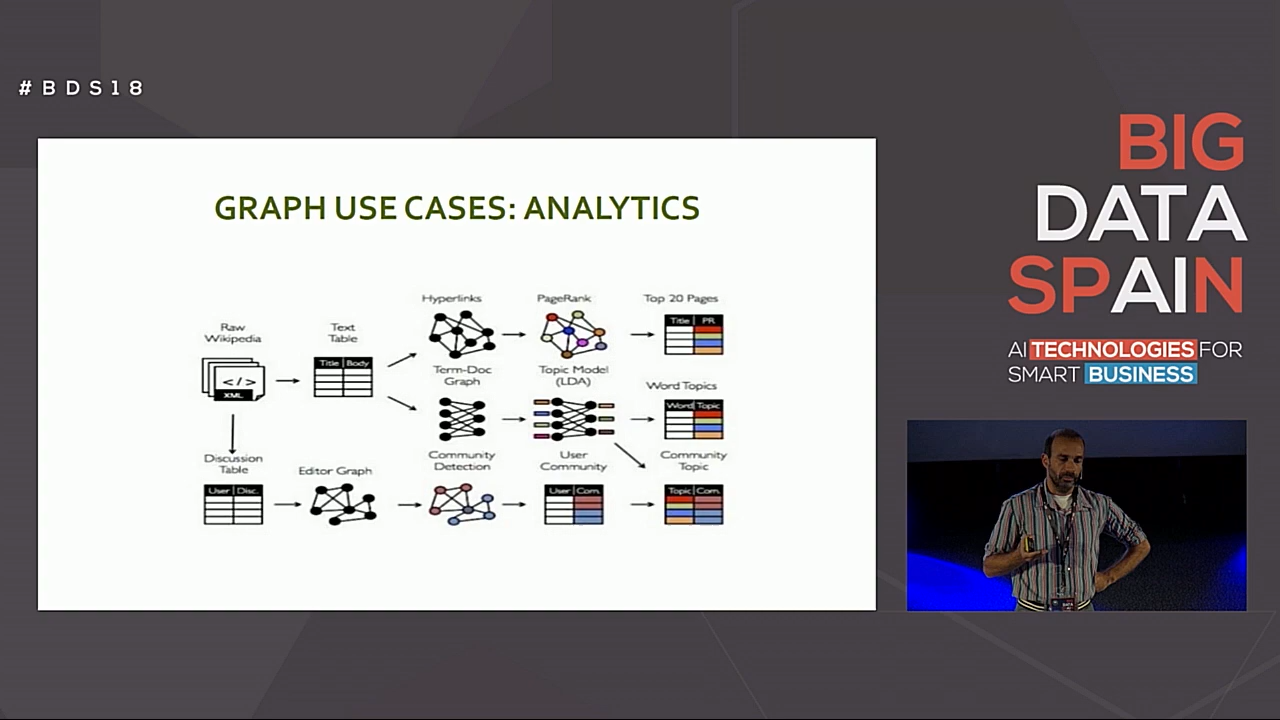 #BDS18
BIG
DATA
SPAIN
AI TECHNOLOGIES FOR
SMART BUSINESS
GRAPH USE CASES: ANALYTICS
Hyperlinks
PageRank
Top 20 Pages
Raw
Wikipedia
Text
Table
Title PR
</>
XML
Title Body
Term-Doc
Graph
Topic Model
(LDA)
Word Topics
Word Topic
Discussion
Table
Editor Graph
Community
Detection
User
Community
Community
Topic
User Disc.
User Com.
Topic Com.